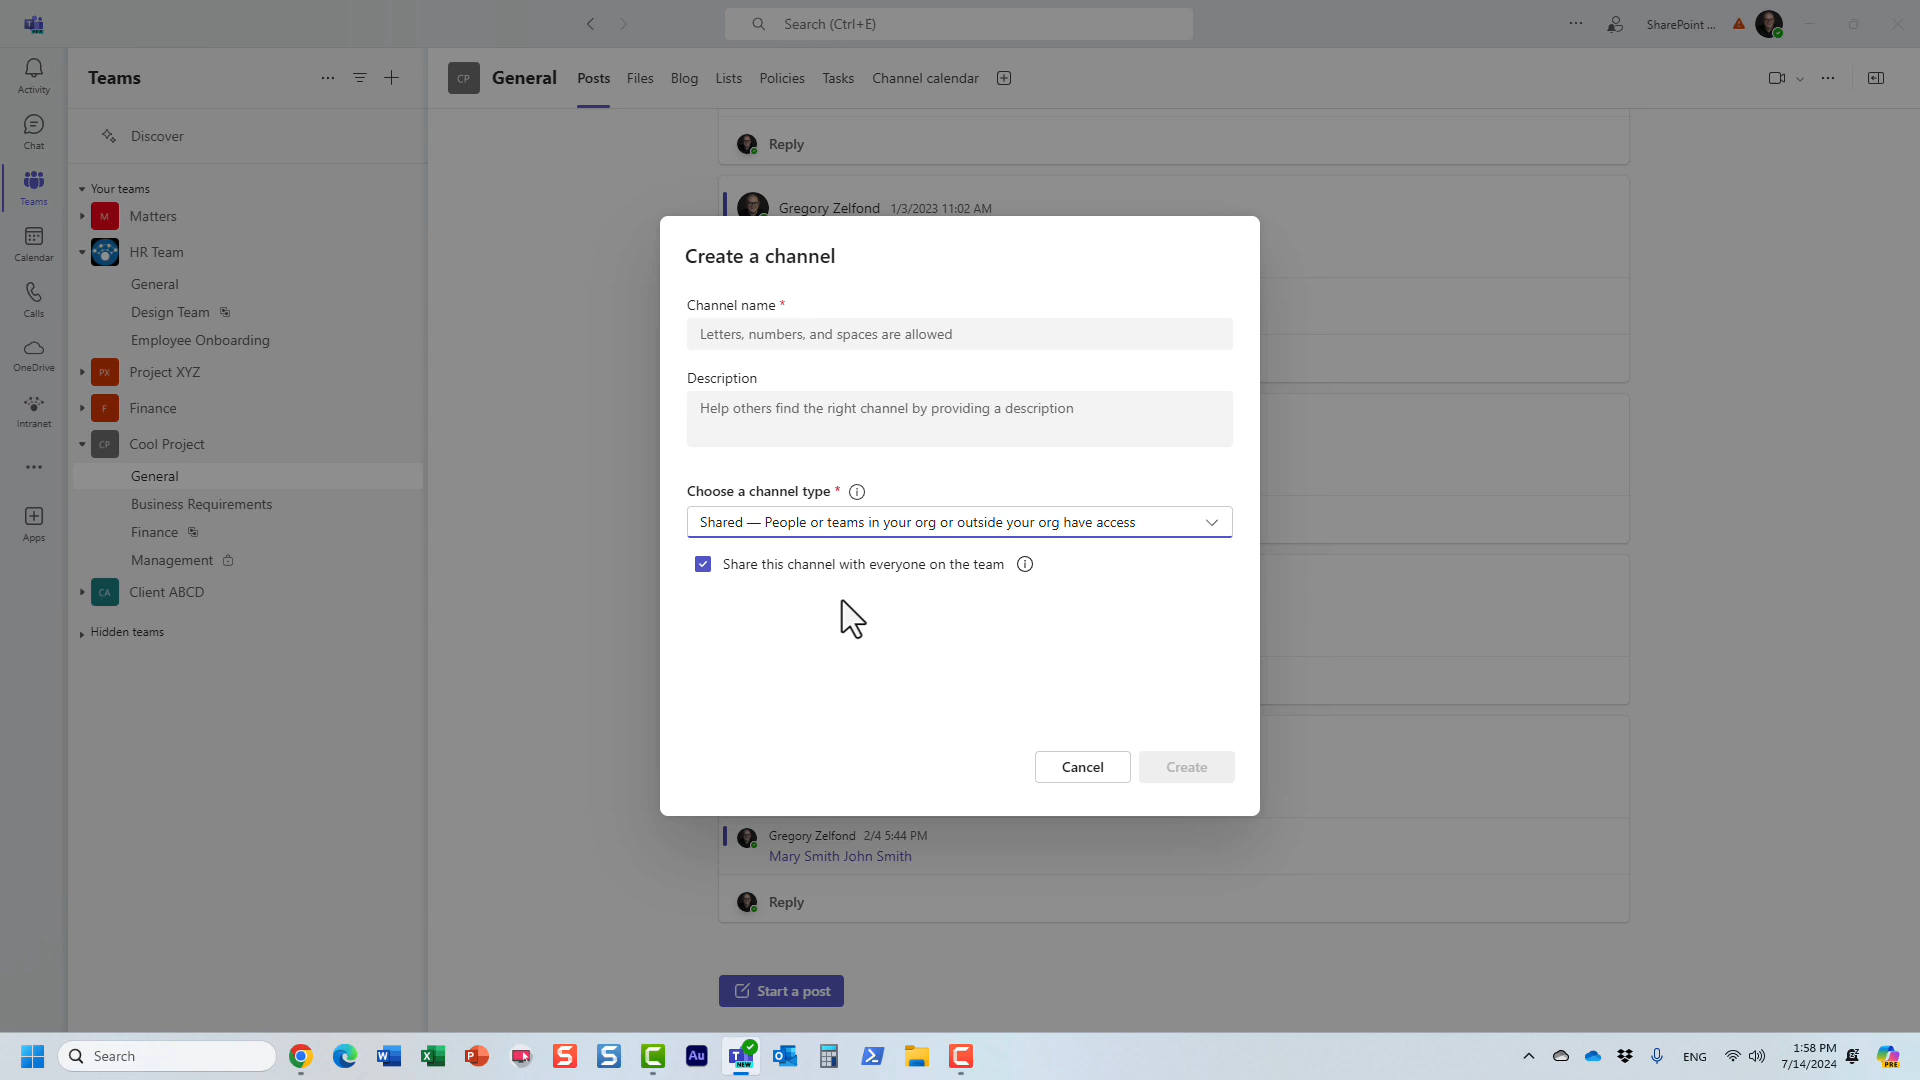 Search (Ctrl+E)
SharePoint ...
Activity
Chat
Teams
Calendar
Calls
OneDrive
Intranet
Apps
Teams
Discover
Your teams
M Matters
HR Team
General
Design Team
Employee Onboarding
PX Project XYZ
F Finance
CP Cool Project
General
Business Requirements
Finance
Management
CA Client ABCD
Hidden teams
CP General Posts Files Blog Lists Policies Tasks Channel calendar
Reply
Gregory Zelfond 1/3/2023 11:02 AM
Create a channel
Channel name *
Letters, numbers, and spaces are allowed
Description
Help others find the right channel by providing a description
Choose a channel type *
Shared — People or teams in your org or outside your org have access
Share this channel with everyone on the team
Cancel Create
Gregory Zelfond 2/4 5:44 PM
Mary Smith John Smith
Reply
Start a post
Search
ENG
1:58 PM
7/14/2024